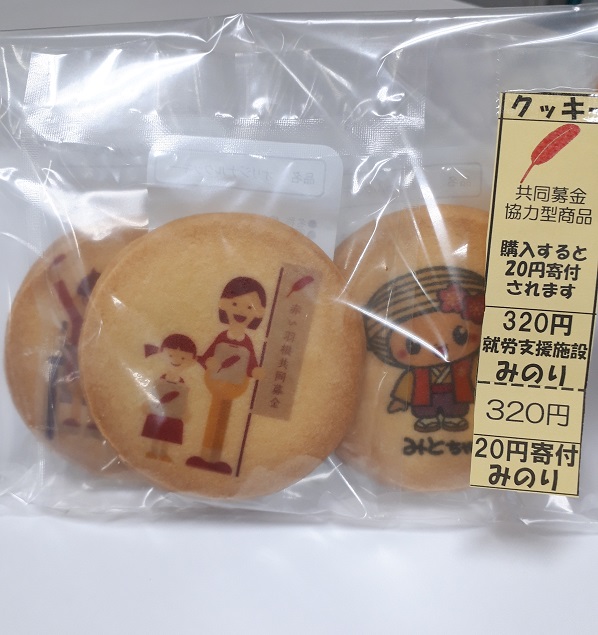 クッキー
共同募金
協力型商品
購入すると
20円寄付
されます
320円
就労支援施設
みのり
320円
20円寄付
みのり
赤い羽根共同募金
みとちゃん